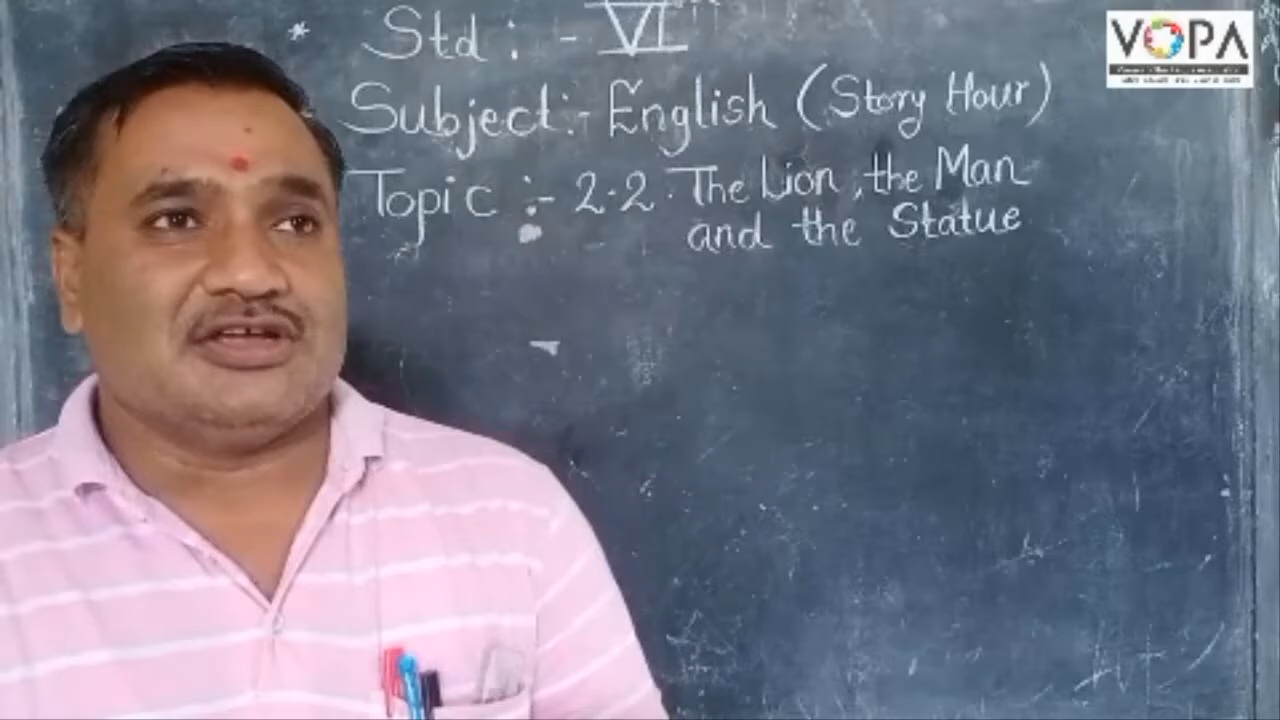 * Std : - VI
Subject:- English (Story Hour)
Topic :- 2.2. The Lion, the Man
and the Statue
VOPA